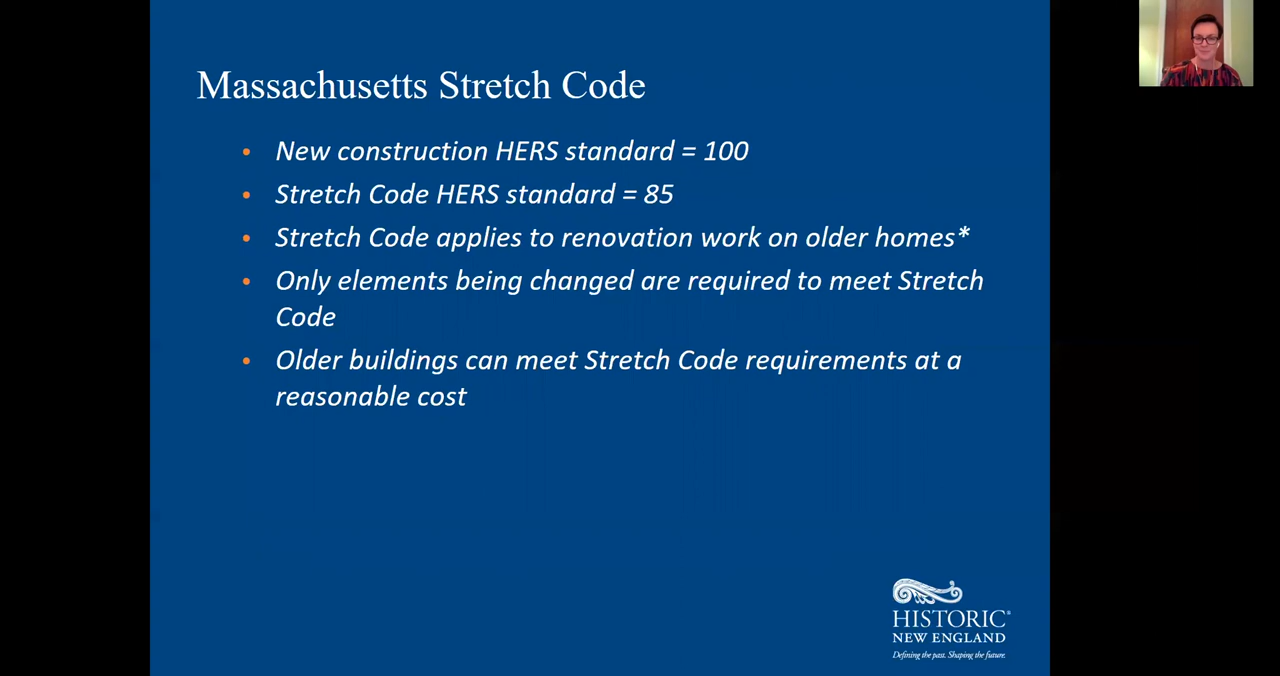 Massachusetts Stretch Code
• New construction HERS standard = 100
• Stretch Code HERS standard = 85
• Stretch Code applies to renovation work on older homes*
• Only elements being changed are required to meet Stretch
Code
• Older buildings can meet Stretch Code requirements at a
reasonable cost
HISTORIC®
NEW ENGLAND
Defining the past. Shaping the future.